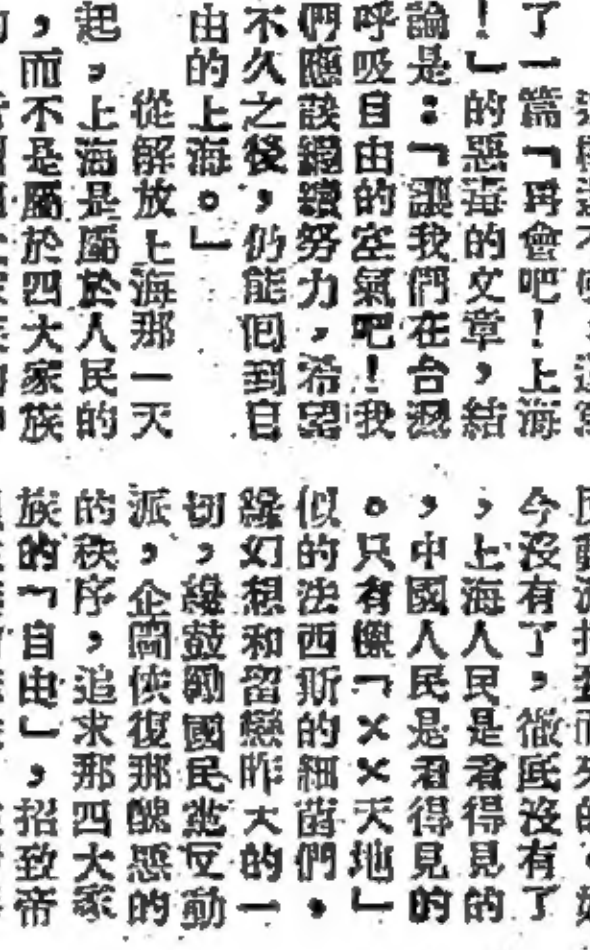 了一篇「再會吧！上海
！」的惡毒的文章，結
論是：「讓我們在台灣
呼吸自由的空氣吧！我
們應該繼續努力，希望
不久之後，仍能回到自
由的上海。」
從解放上海那一天
起，上海是屬於人民的
，而不是屬於四大家族
今沒有了，徹底沒有了
，上海人民是看得見的
，中國人民是看得見的
。只有像「××天地」
似的法西斯的細菌們，
纔幻想和留戀昨天的一
切，纔鼓勵國民黨反動
派，企圖恢復那醜惡的
的秩序，追求那四大家
族的「自由」，招致帝